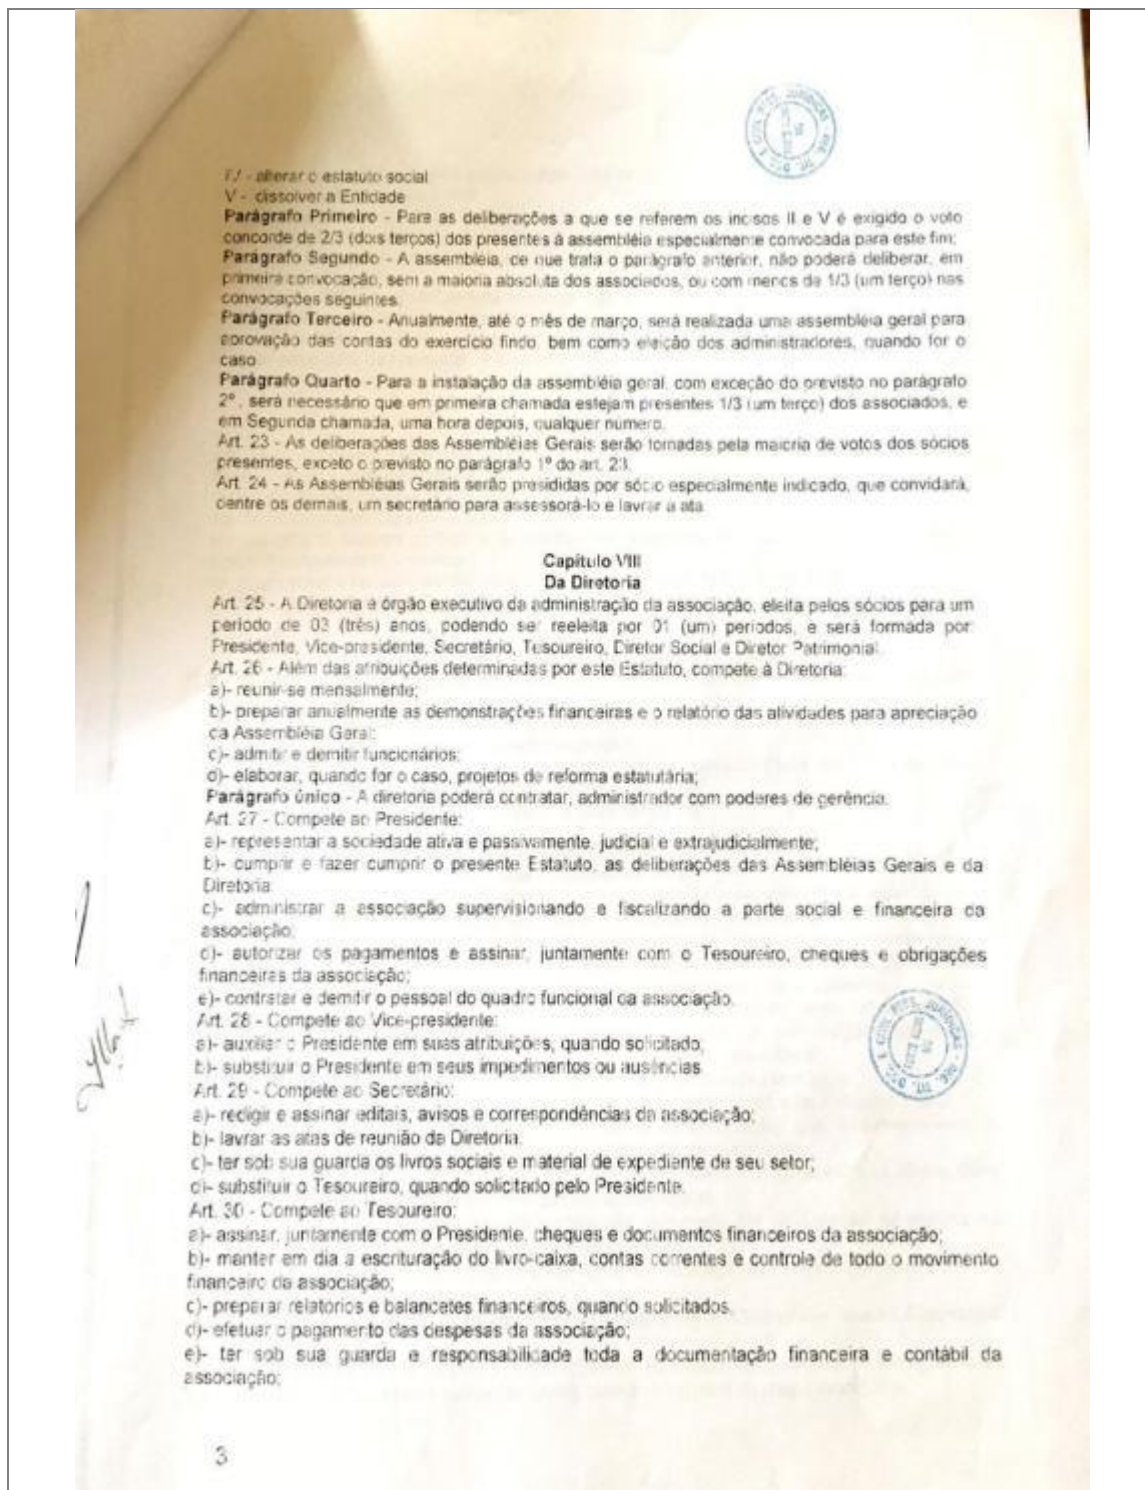 IV - alterar o estatuto social
V - dissolver a Entidade
Parágrafo Primeiro - Para as deliberações a que se referem os incisos II e V é exigido o voto
concorde de 2/3 (dois terços) dos presentes à assembléia especialmente convocada para este fim;
Parágrafo Segundo - A assembléia, de que trata o parágrafo anterior, não poderá deliberar, em
primeira convocação, sem a maioria absoluta dos associados, ou com menos de 1/3 (um terço) nas
convocações seguintes.
Parágrafo Terceiro - Anualmente, até o mês de março, será realizada uma assembléia geral para
aprovação das contas do exercício findo, bem como eleição dos administradores, quando for o
caso.
Parágrafo Quarto - Para a instalação da assembléia geral, com exceção do previsto no parágrafo
2º, será necessário que em primeira chamada estejam presentes 1/3 (um terço) dos associados, e
em Segunda chamada, uma hora depois, qualquer número.
Art. 23 - As deliberações das Assembléias Gerais serão tomadas pela maioria de votos dos sócios
presentes, exceto o previsto no parágrafo 1º do art. 23.
Art. 24 - As Assembléias Gerais serão presididas por sócio especialmente indicado, que convidará,
dentre os demais, um secretário para assessorá-lo e lavrar a ata.
Capítulo VIII
Da Diretoria
Art. 25 - A Diretoria é órgão executivo da administração da associação, eleita pelos sócios para um
período de 03 (três) anos, podendo ser reeleita por 01 (um) períodos, e será formada por
Presidente, Vice-presidente, Secretário, Tesoureiro, Diretor Social e Diretor Patrimonial.
Art. 26 - Além das atribuições determinadas por este Estatuto, compete à Diretoria:
a)- reunir-se mensalmente;
b)- preparar anualmente as demonstrações financeiras e o relatório das atividades para apreciação
da Assembléia Geral;
c)- admitir e demitir funcionários;
d)- elaborar, quando for o caso, projetos de reforma estatutária;
Parágrafo único - A diretoria poderá contratar, administrador com poderes de gerência.
Art. 27 - Compete ao Presidente:
a)- representar a sociedade ativa e passivamente, judicial e extrajudicialmente;
b)- cumprir e fazer cumprir o presente Estatuto, as deliberações das Assembléias Gerais e da
Diretoria;
c)- administrar a associação supervisionando e fiscalizando a parte social e financeira da
associação;
d)- autorizar os pagamentos e assinar, juntamente com o Tesoureiro, cheques e obrigações
financeiras da associação;
e)- contratar e demitir o pessoal do quadro funcional da associação.
Art. 28 - Compete ao Vice-presidente:
a)- auxiliar o Presidente em suas atribuições, quando solicitado;
b)- substituir o Presidente em seus impedimentos ou ausências.
Art. 29 - Compete ao Secretário:
a)- redigir e assinar editais, avisos e correspondências da associação;
b)- lavrar as atas de reunião da Diretoria;
c)- ter sob sua guarda os livros sociais e material de expediente de seu setor;
d)- substituir o Tesoureiro, quando solicitado pelo Presidente.
Art. 30 - Compete ao Tesoureiro:
a)- assinar, juntamente com o Presidente, cheques e documentos financeiros da associação;
b)- manter em dia a escrituração do livro-caixa, contas correntes e controle de todo o movimento
financeiro da associação;
c)- preparar relatórios e balancetes financeiros, quando solicitados.
d)- efetuar o pagamento das despesas da associação;
e)- ter sob sua guarda e responsabilidade toda a documentação financeira e contábil da
associação;
3